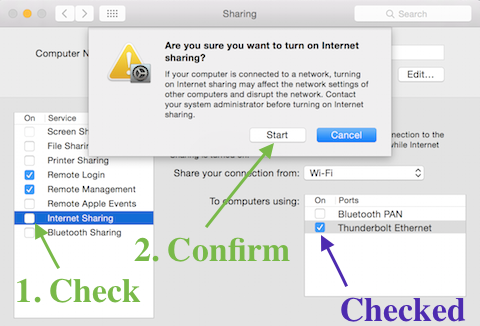 Sharing
Search
Computer N
Edit...
Are you sure you want to turn on Internet
sharing?
If your computer is connected to a network, turning
on Internet sharing may affect the network settings of
other computers and disrupt the network. Contact
your system administrator before turning on Internet
sharing.
Start
Cancel
On
Service
Screen Sh
File Sharing
Printer Sharing
Remote Login
Remote Management
Remote Apple Events
Internet Sharing
Bluetooth Sharing
nnection to the
while Internet
Sharing is turned on.
Share your connection from:
Wi-Fi
To computers using:
On
Ports
Bluetooth PAN
Thunderbolt Ethernet
1. Check
2. Confirm
Checked